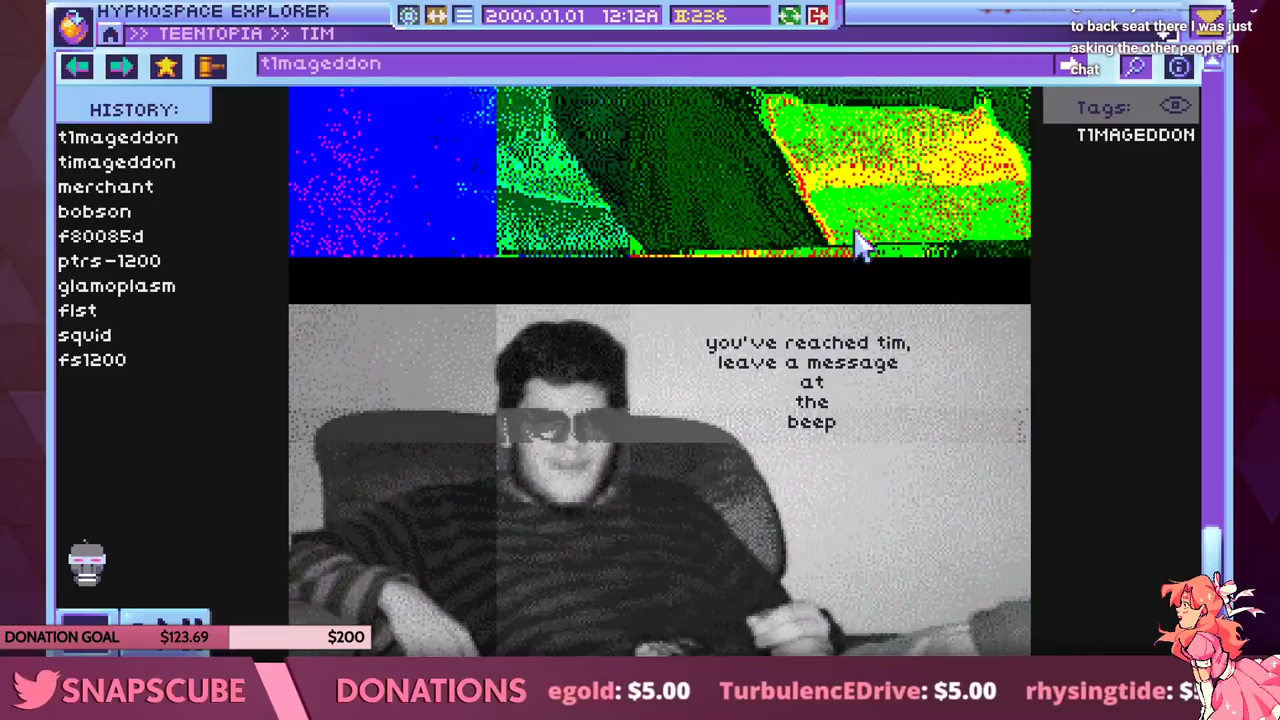 HYPNOSPACE EXPLORER
2000.01.01 12:12A
236
>> TEENTOPIA >> TIM
to back seat there I was just
asking the other people in
chat
t1mageddon
HISTORY:
t1mageddon
timageddon
merchant
bobson
f80085d
ptrs-1200
glamoplasm
flst
squid
fs1200
Tags:
T1MAGEDDON
you've reached tim,
leave a message
at
the
beep
DONATION GOAL $123.69 $200
SNAPSCUBE
DONATIONS
egold: $5.00 TurbulencEDrive: $5.00 rhysingtide: